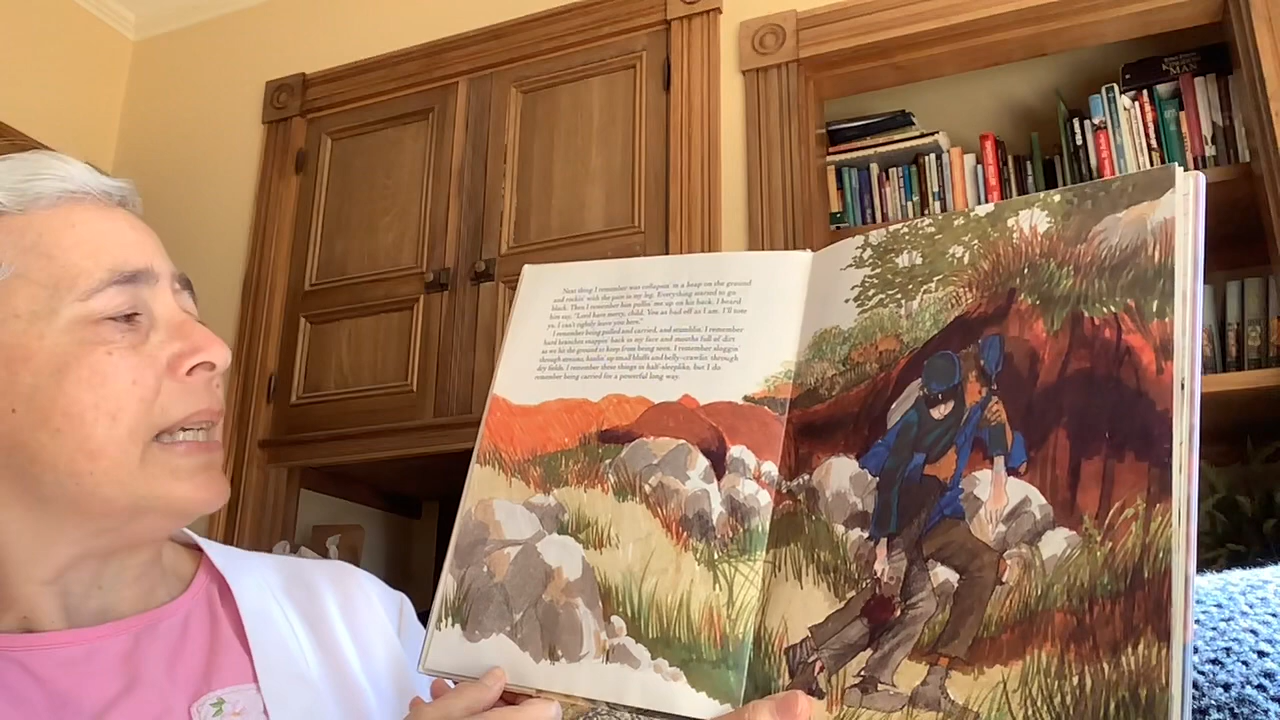 Next thing I remember was collapsin' in a heap on the ground
and rockin' with the pain in my leg. Everything started to go
black. Then I remember him pullin' me up on his back. I heard
him say, "Lord have mercy, child. You as bad off as I am. I'll tote
ya. I can't rightly leave you here."
I remember being pulled and carried, and stumblin'. I remember
hard branches snappin' back in my face and mouths full of dirt
as we hit the ground to keep from being seen. I remember sloggin'
through streams, haulin' up small bluffs and belly-crawlin' through
dry fields. I remember these things in half-sleeplike, but I do
remember being carried for a powerful long way.
KINGDOM
MAN